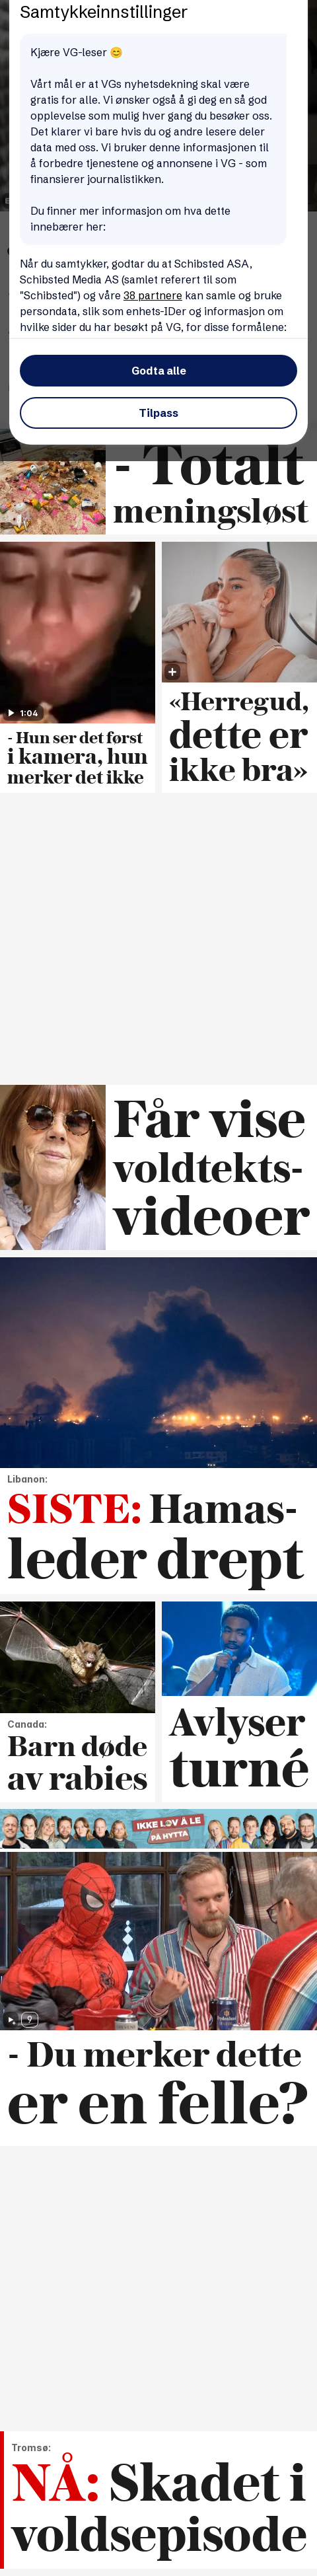 Samtykkeinnstillinger
Kjære VG-leser 😊
Vårt mål er at VGs nyhetsdekning skal være
gratis for alle. Vi ønsker også å gi deg en så god
opplevelse som mulig hver gang du besøker oss.
Det klarer vi bare hvis du og andre lesere deler
data med oss. Vi bruker denne informasjonen til
å forbedre tjenestene og annonsene i VG - som
finansierer journalistikken.
Du finner mer informasjon om hva dette
innebærer her:
Når du samtykker, godtar du at Schibsted ASA,
Schibsted Media AS (samlet referert til som
"Schibsted") og våre 38 partnere kan samle og bruke
persondata, slik som enhets-IDer og informasjon om
hvilke sider du har besøkt på VG, for disse formålene:
Godta alle
Tilpass
- Totalt
meningsløst
1:04
- Hun ser det først
i kamera, hun
merker det ikke
«Herregud,
dette er
ikke bra»
Får vise
voldtekts-
videoer
Libanon:
SISTE: Hamas-
leder drept
Canada:
Barn døde
av rabies
Avlyser
turné
IKKE LOV Å LE
PÅ HYTTA
9
- Du merker dette
er en felle?
Tromsø:
NÅ: Skadet i
voldsepisode